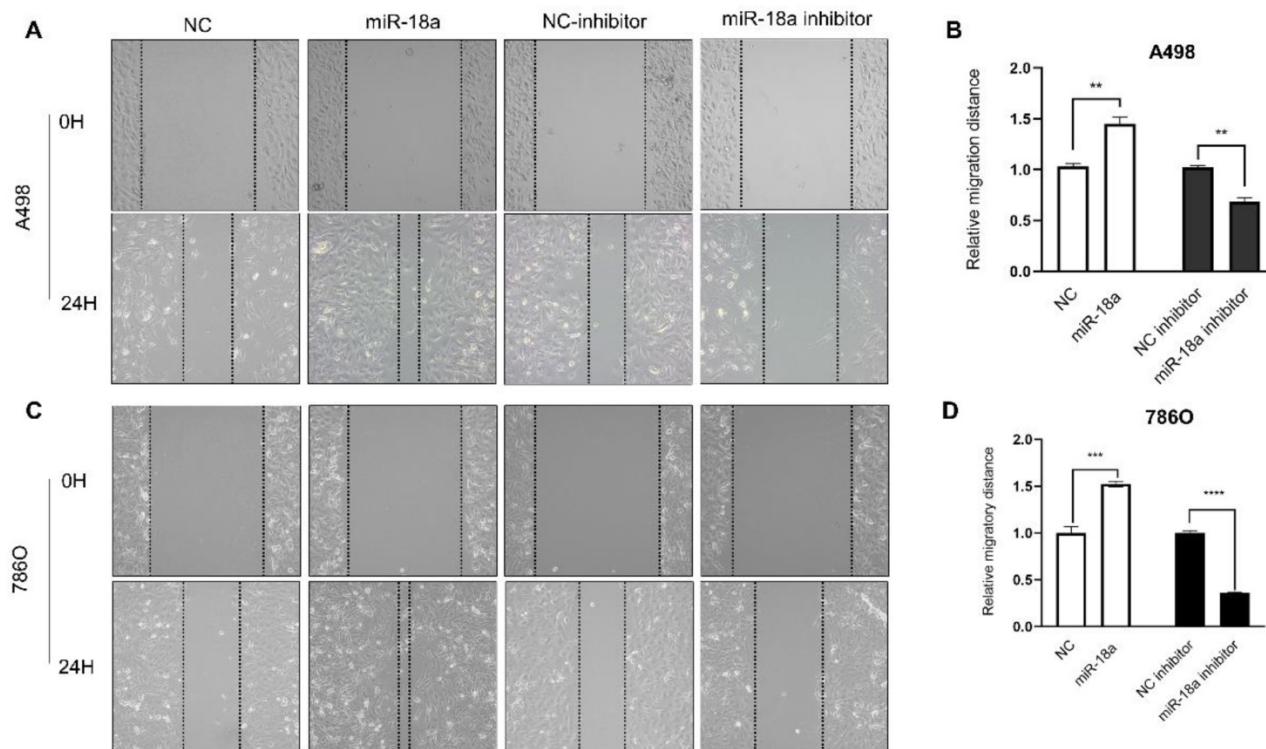 A
NC
miR-18a
NC-inhibitor
miR-18a inhibitor
A498
0H
24H
B
A498
Relative migration distance
2.0
1.5
1.0
0.5
0.0
**
**
NC
miR-18a
NC inhibitor
miR-18a inhibitor
C
786O
0H
24H
D
786O
Relative migratory distance
2.0
1.5
1.0
0.5
0.0
***
****
NC
miR-18a
NC inhibitor
miR-18a inhibitor